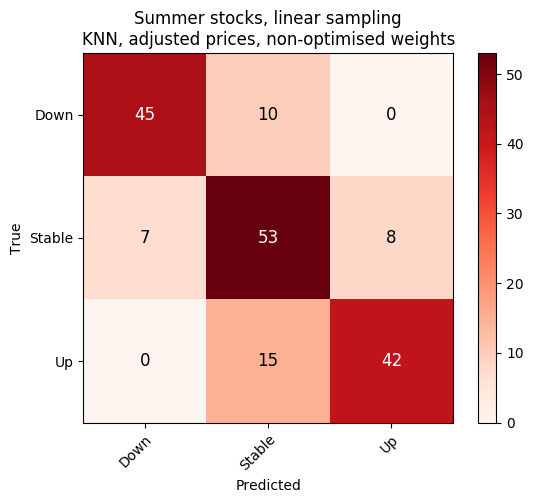 Summer stocks, linear sampling
KNN, adjusted prices, non-optimised weights
Down 45 10 0
Stable 7 53 8
Up 0 15 42
Down Stable Up
True
Predicted
50
40
30
20
10
0